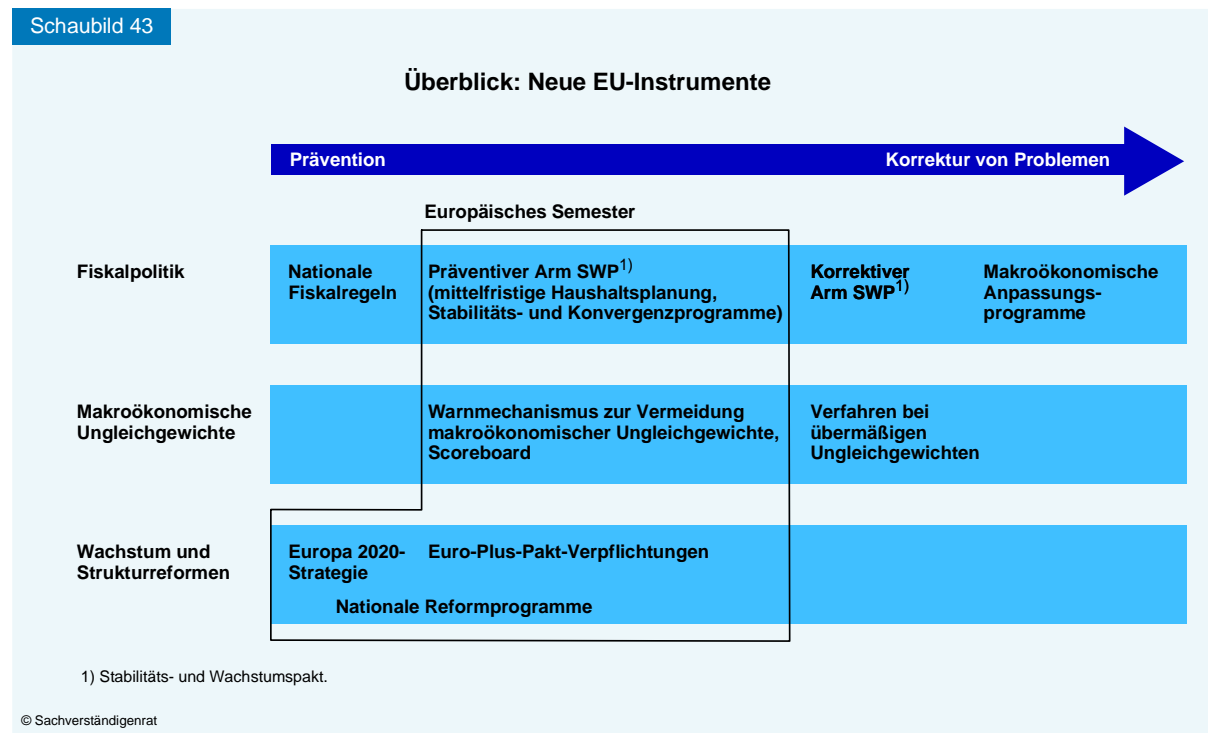 Schaubild 43
Überblick: Neue EU-Instrumente
Prävention
Korrektur von Problemen
Europäisches Semester
Fiskalpolitik
Nationale
Fiskalregeln
Präventiver Arm SWP1)
(mittelfristige Haushaltsplanung,
Stabilitäts- und Konvergenzprogramme)
Korrektiver
Arm SWP1)
Makroökonomische
Anpassungs-
programme
Makroökonomische
Ungleichgewichte
Warnmechanismus zur Vermeidung
makroökonomischer Ungleichgewichte,
Scoreboard
Verfahren bei
übermäßigen
Ungleichgewichten
Wachstum und
Strukturreformen
Europa 2020-
Strategie
Euro-Plus-Pakt-Verpflichtungen
Nationale Reformprogramme
1) Stabilitäts- und Wachstumspakt.
© Sachverständigenrat